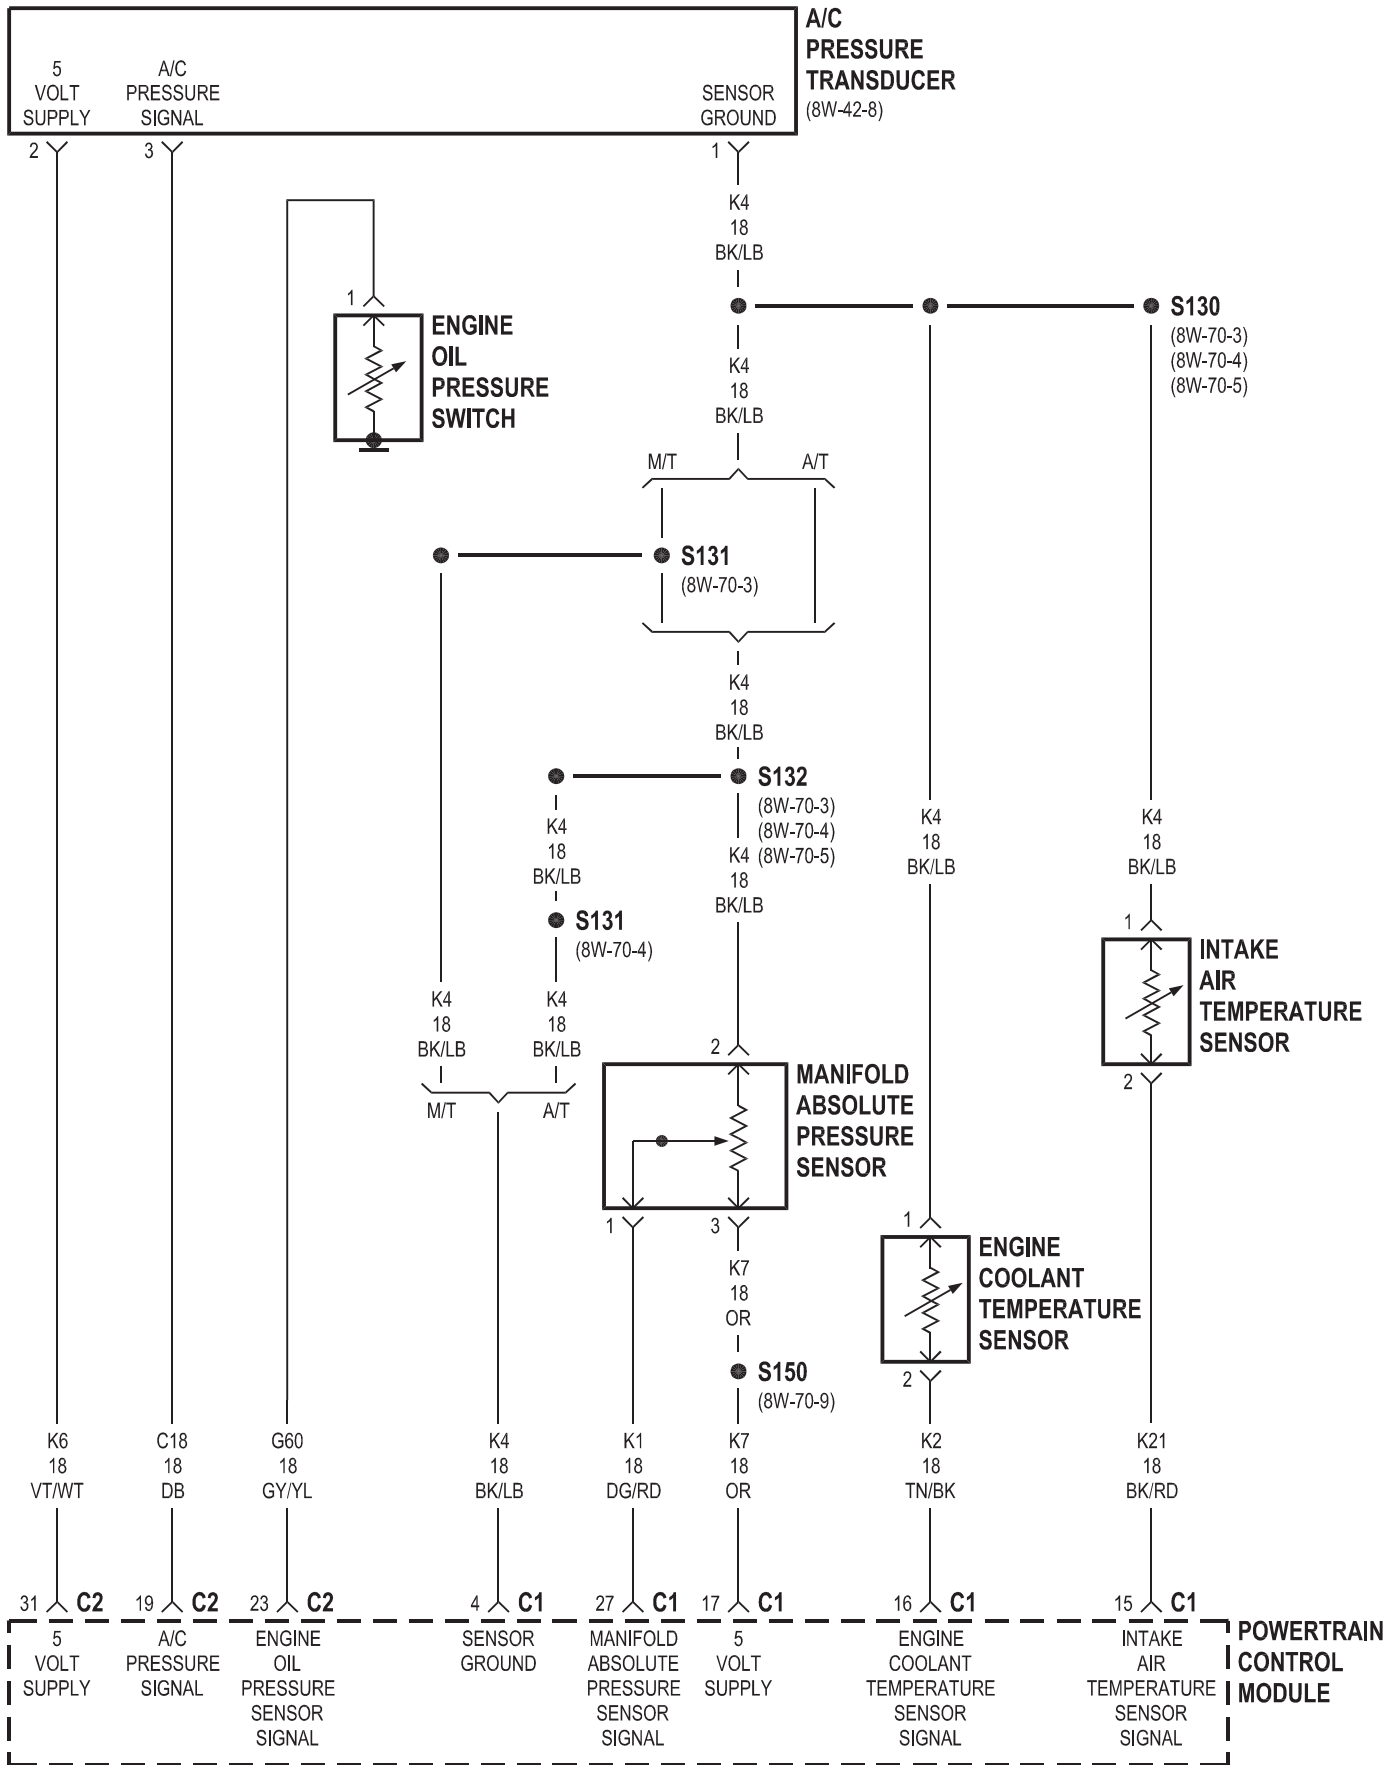 A/C
PRESSURE
TRANSDUCER
(8W-42-8)
5
VOLT
SUPPLY
A/C
PRESSURE
SIGNAL
SENSOR
GROUND
2
3
1
K4
18
BK/LB
S130
(8W-70-3)
(8W-70-4)
(8W-70-5)
1
ENGINE
OIL
PRESSURE
SWITCH
K4
18
BK/LB
M/T
A/T
S131
(8W-70-3)
K4
18
BK/LB
S132
(8W-70-3)
(8W-70-4)
(8W-70-5)
K4
18
BK/LB
K4
18
BK/LB
K4
18
BK/LB
K4
18
BK/LB
S131
(8W-70-4)
1
INTAKE
AIR
TEMPERATURE
SENSOR
2
K4
18
BK/LB
K4
18
BK/LB
M/T
A/T
2
MANIFOLD
ABSOLUTE
PRESSURE
SENSOR
1
3
K7
18
OR
S150
(8W-70-9)
1
ENGINE
COOLANT
TEMPERATURE
SENSOR
2
K6
18
VT/WT
C18
18
DB
G60
18
GY/YL
K4
18
BK/LB
K1
18
DG/RD
K7
18
OR
K2
18
TN/BK
K21
18
BK/RD
31 C2
19 C2
23 C2
4 C1
27 C1
17 C1
16 C1
15 C1
5
VOLT
SUPPLY
A/C
PRESSURE
SIGNAL
ENGINE
OIL
PRESSURE
SENSOR
SIGNAL
SENSOR
GROUND
MANIFOLD
ABSOLUTE
PRESSURE
SENSOR
SIGNAL
5
VOLT
SUPPLY
ENGINE
COOLANT
TEMPERATURE
SENSOR
SIGNAL
INTAKE
AIR
TEMPERATURE
SENSOR
SIGNAL
POWERTRAIN
CONTROL
MODULE